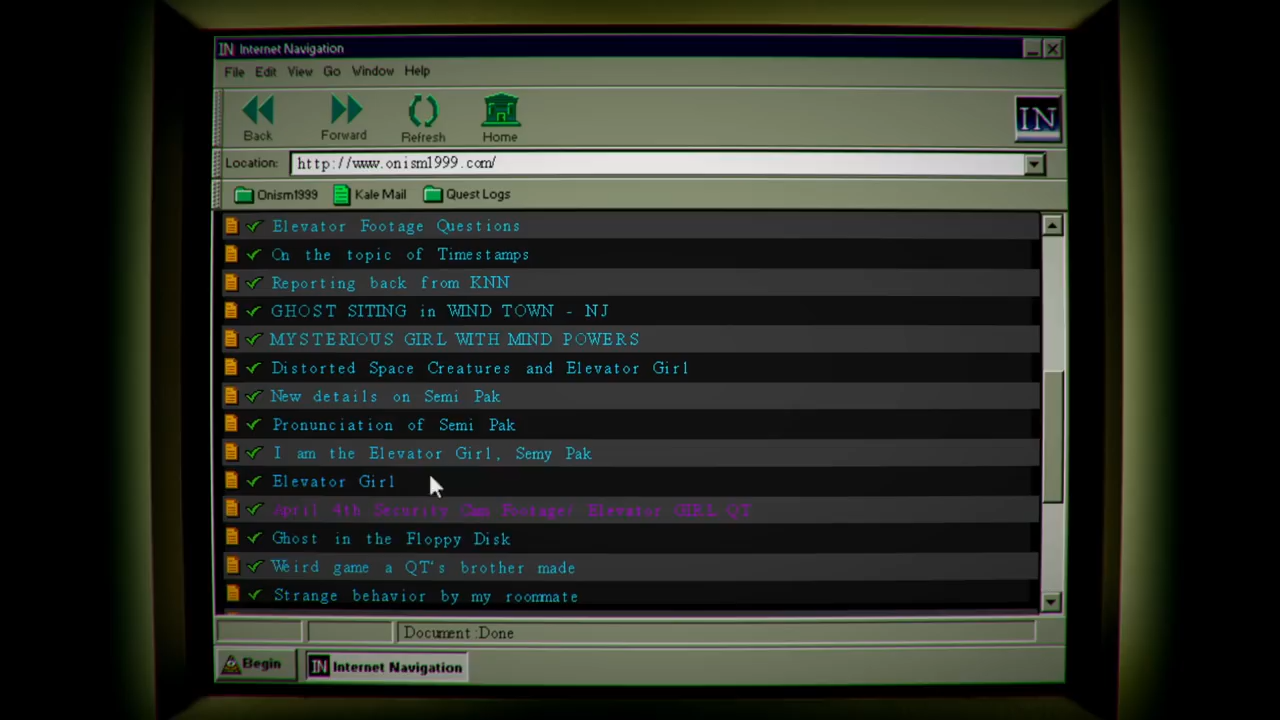 IN Internet Navigation
File Edit View Go Window Help
Back Forward Refresh Home IN
Location: http://www.onism1999.com/
Onism1999 Kale Mail Quest Logs
Elevator Footage Questions
On the topic of Timestamps
Reporting back from KNN
GHOST SITING in WIND TOWN - NJ
MYSTERIOUS GIRL WITH MIND POWERS
Distorted Space Creatures and Elevator Girl
New details on Semi Pak
Pronunciation of Semi Pak
I am the Elevator Girl, Semy Pak
Elevator Girl
April 4th Security Cam Footage/ Elevator GIRL QT
Ghost in the Floppy Disk
Weird game a QT's brother made
Strange behavior by my roommate
Document :Done
Begin IN Internet Navigation